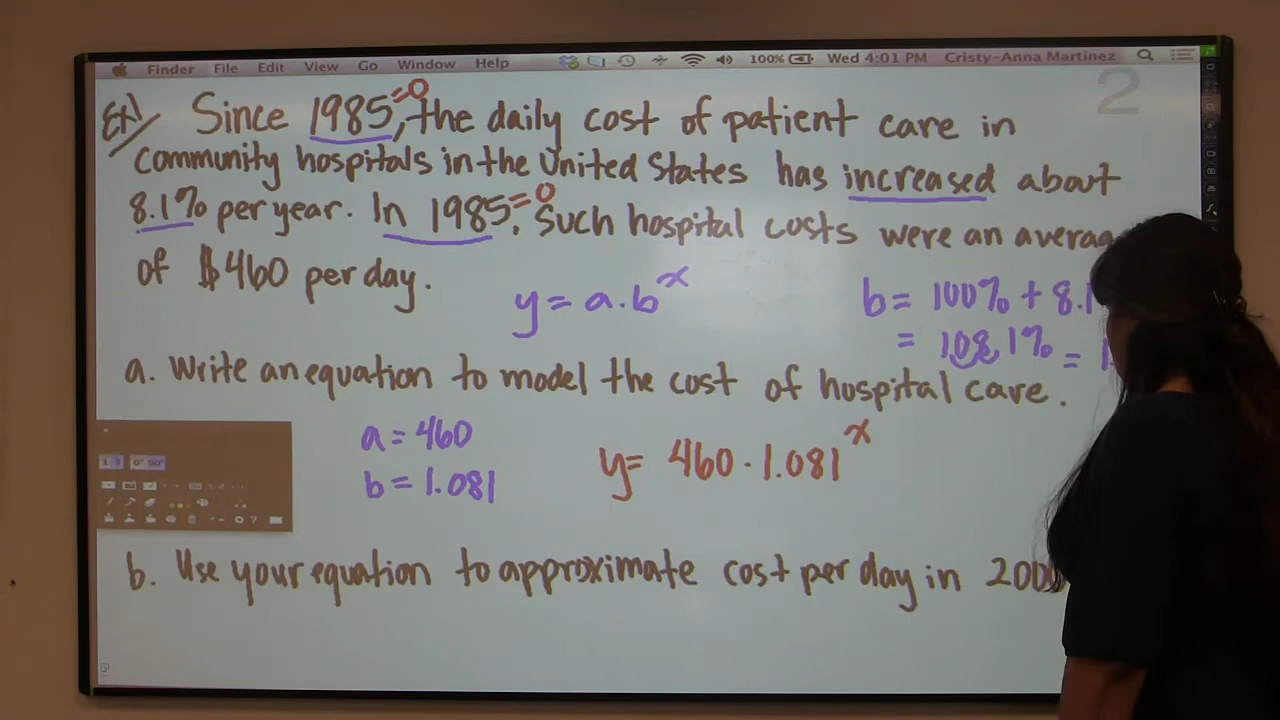 Finder File Edit View Go Window Help 100% Wed 4:01 PM Cristy-Anna Martinez
2
Ex) Since 1985=0, the daily cost of patient care in
community hospitals in the United States has increased about
8.1% per year. In 1985=0, such hospital costs were an averag
of $460 per day.
y = a·b^x
b = 100% + 8.1
= 108.1% = 1
a. Write an equation to model the cost of hospital care.
a = 460
b = 1.081
y = 460 · 1.081^x
b. Use your equation to approximate cost per day in 200